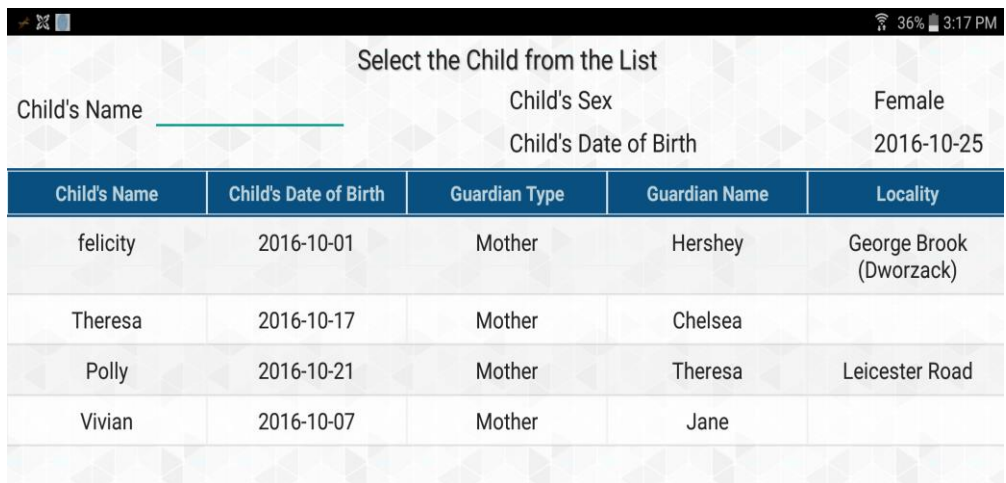 36% 3:17 PM
Select the Child from the List
Child's Name
Child's Sex Female
Child's Date of Birth 2016-10-25
Child's Name Child's Date of Birth Guardian Type Guardian Name Locality
felicity 2016-10-01 Mother Hershey George Brook
(Dworzack)
Theresa 2016-10-17 Mother Chelsea
Polly 2016-10-21 Mother Theresa Leicester Road
Vivian 2016-10-07 Mother Jane